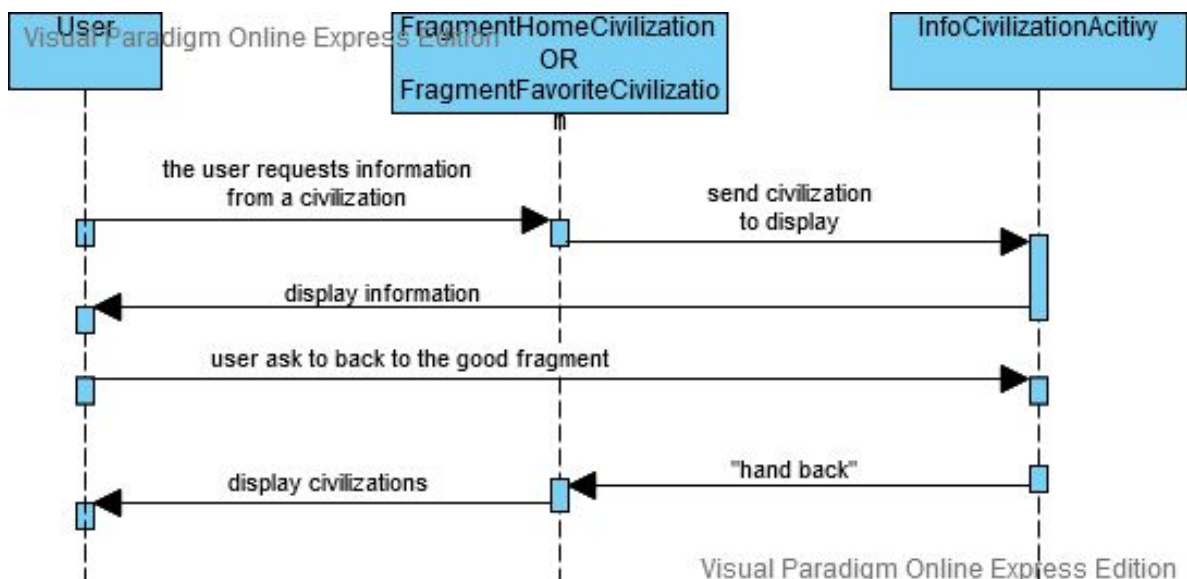 User
Visual Paradigm Online Express Edition
FragmentHomeCivilization
OR
FragmentFavoriteCivilizatio
n
InfoCivilizationAcitivy
the user requests information
from a civilization
send civilization
to display
display information
user ask to back to the good fragment
"hand back"
display civilizations
Visual Paradigm Online Express Edition